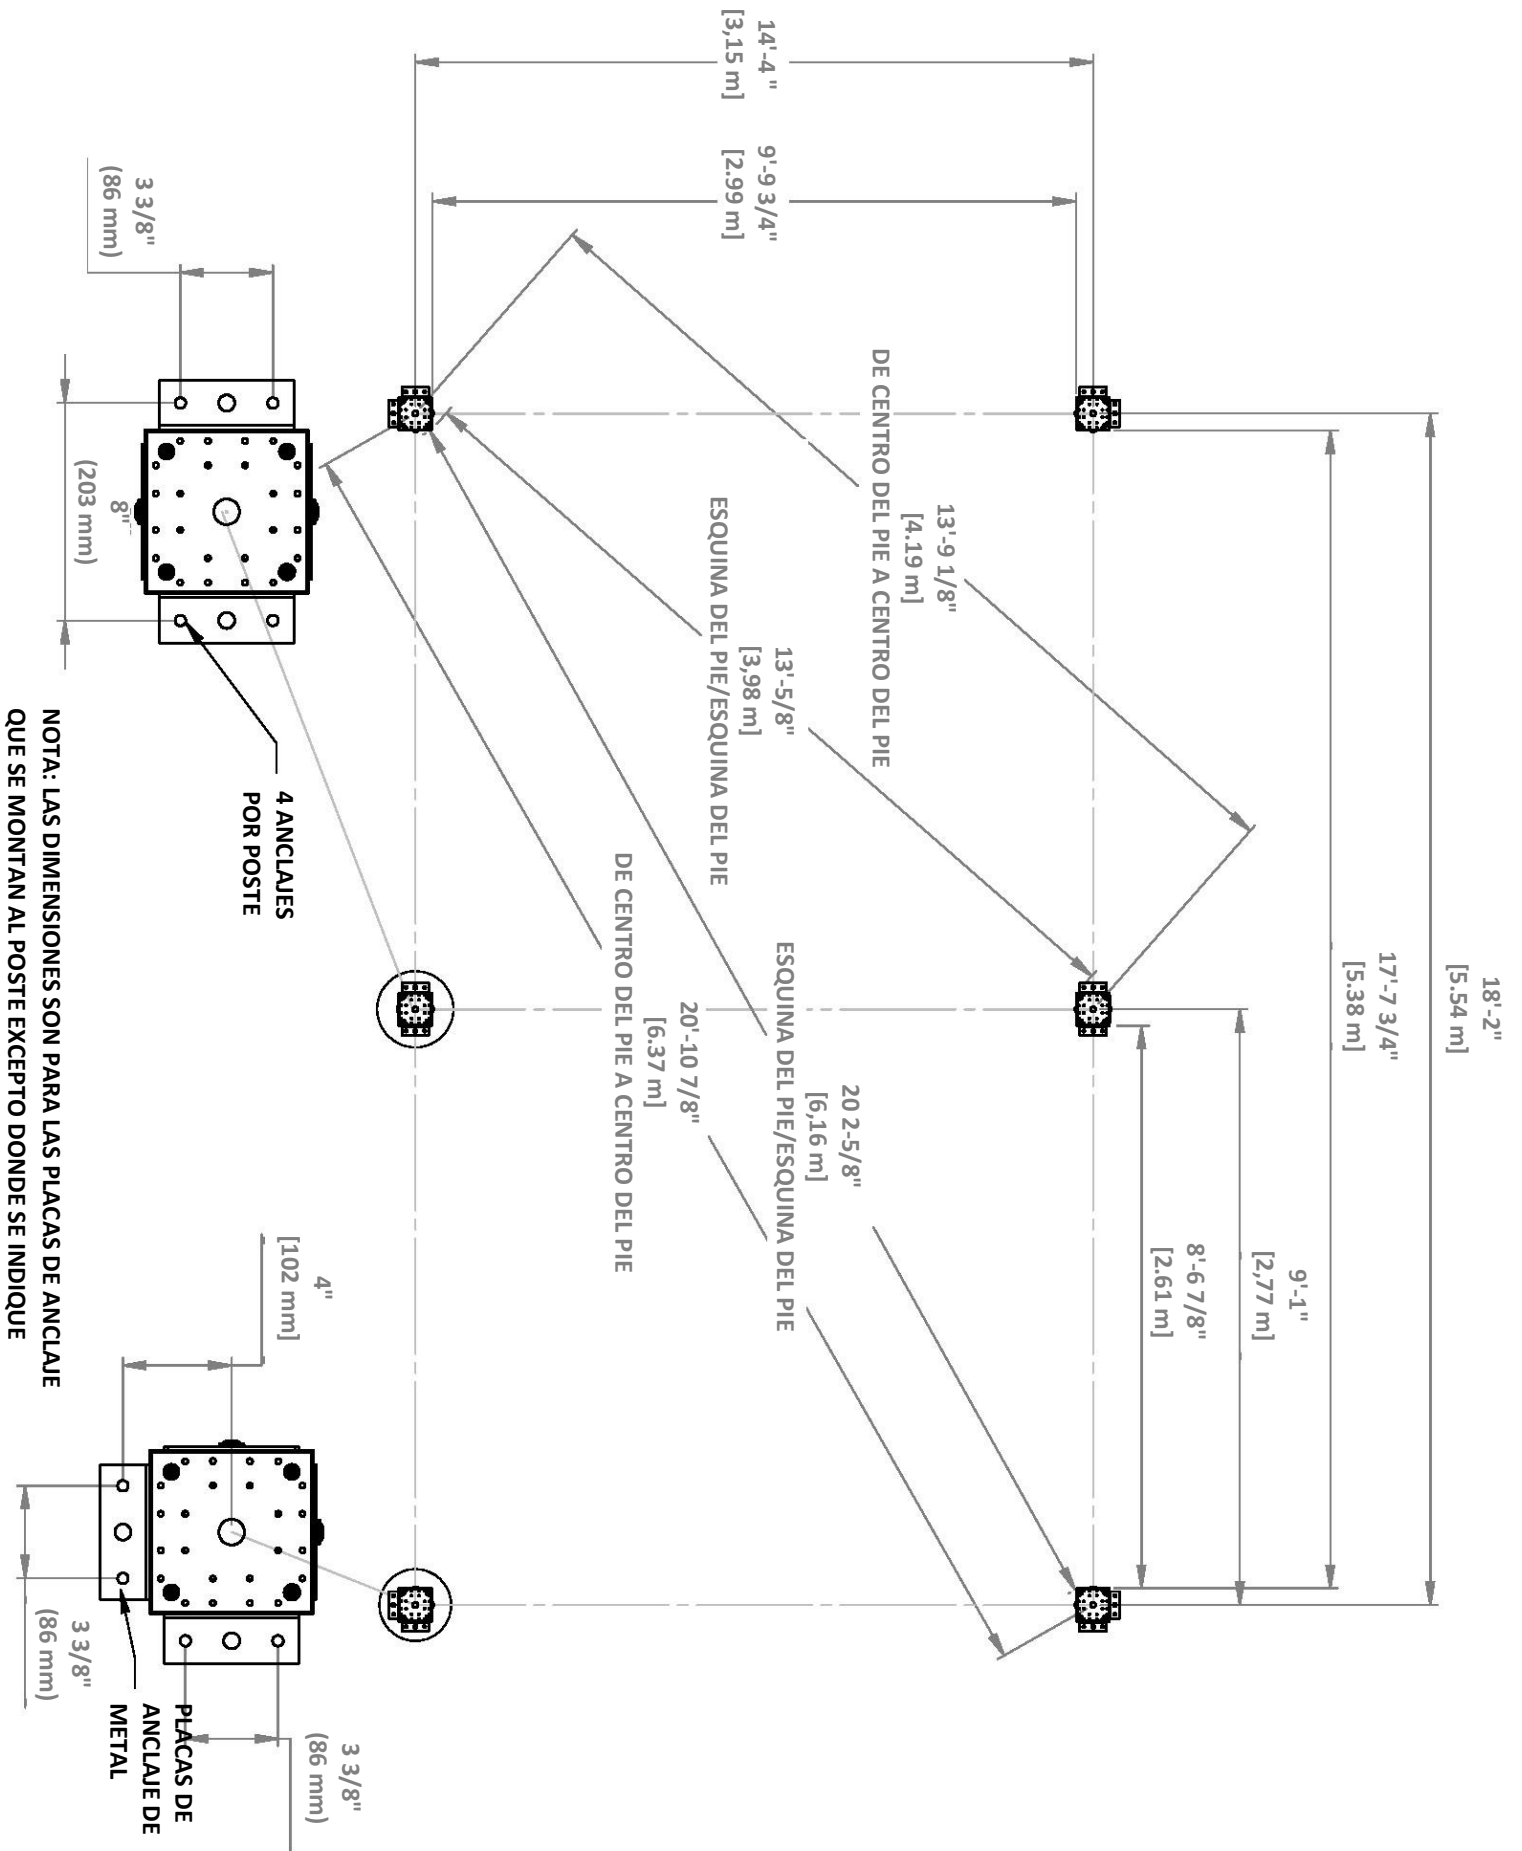 18'-2"
[5.54 m]
17'-7 3/4"
[5.38 m]
9'-1"
[2,77 m]
8'-6 7/8"
[2.61 m]
14'-4 "
[3,15 m]
9'-9 3/4"
[2.99 m]
13'-9 1/8"
[4.19 m]
DE CENTRO DEL PIE A CENTRO DEL PIE
13'-5/8"
[3,98 m]
ESQUINA DEL PIE/ESQUINA DEL PIE
20 2-5/8"
[6,16 m]
ESQUINA DEL PIE/ESQUINA DEL PIE
20'-10 7/8"
[6.37 m]
DE CENTRO DEL PIE A CENTRO DEL PIE
3 3/8"
(86 mm)
8"
(203 mm)
4 ANCLAJES
POR POSTE
4"
[102 mm]
3 3/8"
(86 mm)
3 3/8"
(86 mm)
PLACAS DE
ANCLAJE DE
METAL
NOTA: LAS DIMENSIONES SON PARA LAS PLACAS DE ANCLAJE
QUE SE MONTAN AL POSTE EXCEPTO DONDE SE INDIQUE